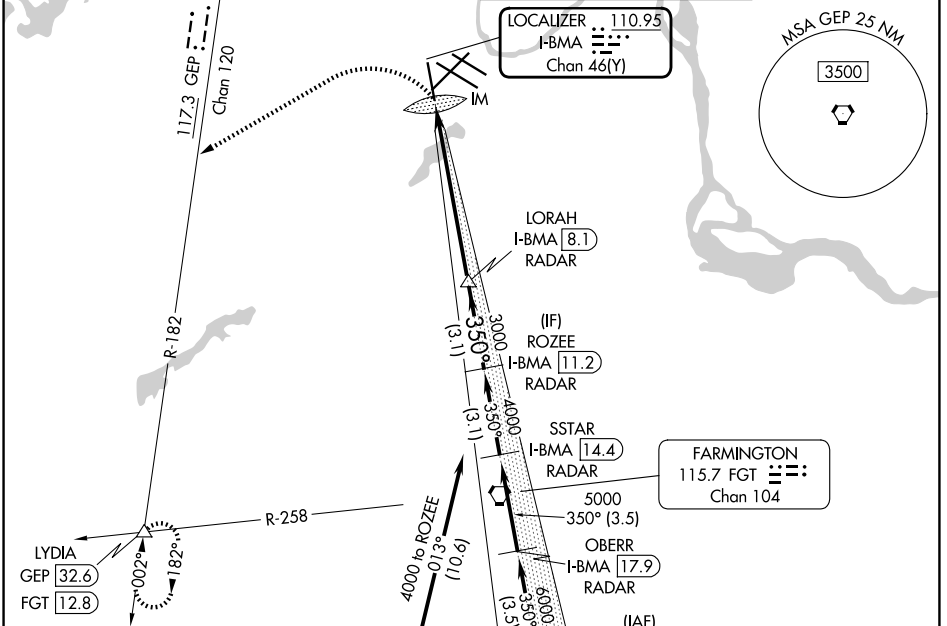 LOCALIZER 110.95
I-BMA
Chan 46(Y)
MSA GEP 25 NM
3500
117.3 GEP
Chan 120
IM
LORAH
I-BMA 8.1
RADAR
R-182
3000
350°
(3.1)
(IF)
ROZEE
I-BMA 11.2
RADAR
4000
350°
(3.1)
SSTAR
I-BMA 14.4
RADAR
FARMINGTON
115.7 FGT
Chan 104
5000
350° (3.5)
R-258
4000 to ROZEE
013°
(10.6)
OBERR
I-BMA 17.9
RADAR
LYDIA
GEP 32.6
FGT 12.8
002°
182°
6000
350°
(3.5)
(IAF)